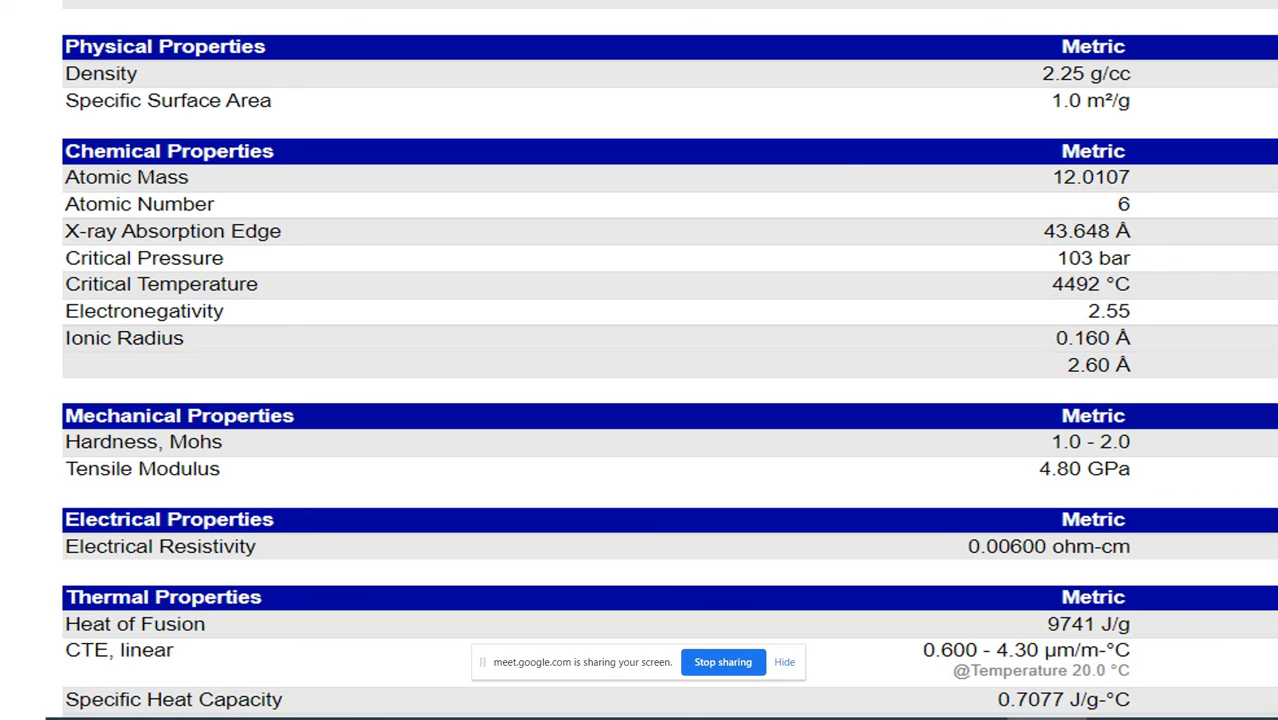 Physical Properties Metric
Density 2.25 g/cc
Specific Surface Area 1.0 m²/g
Chemical Properties Metric
Atomic Mass 12.0107
Atomic Number 6
X-ray Absorption Edge 43.648 Å
Critical Pressure 103 bar
Critical Temperature 4492 °C
Electronegativity 2.55
Ionic Radius 0.160 Å
2.60 Å
Mechanical Properties Metric
Hardness, Mohs 1.0 - 2.0
Tensile Modulus 4.80 GPa
Electrical Properties Metric
Electrical Resistivity 0.00600 ohm-cm
Thermal Properties Metric
Heat of Fusion 9741 J/g
CTE, linear 0.600 - 4.30 µm/m-°C
@Temperature 20.0 °C
meet.google.com is sharing your screen. Stop sharing Hide
Specific Heat Capacity 0.7077 J/g-°C